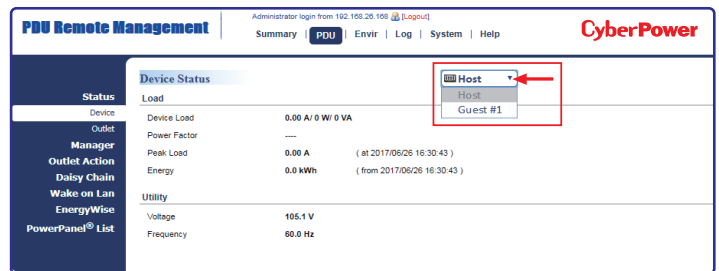 PDU Remote Management
Administrator login from 192.168.26.168 [Logout]
Summary | PDU | Envir | Log | System | Help
CyberPower
Device Status
Host
Host
Guest #1
Status
Device
Outlet
Manager
Outlet Action
Daisy Chain
Wake on Lan
EnergyWise
PowerPanel® List
Load
Device Load 0.00 A/ 0 W/ 0 VA
Power Factor ----
Peak Load 0.00 A ( at 2017/06/26 16:30:43 )
Energy 0.0 kWh ( from 2017/06/26 16:30:43 )
Utility
Voltage 105.1 V
Frequency 60.0 Hz